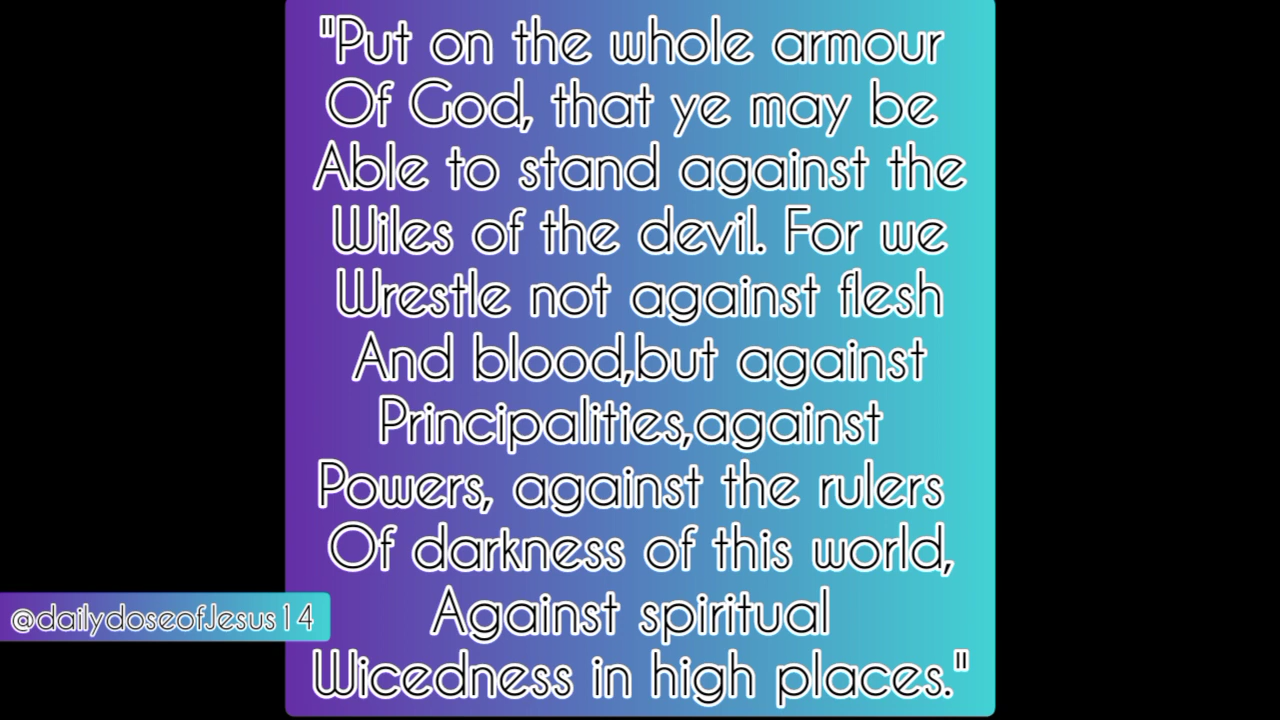 "Put on the whole armour
Of God, that ye may be
Able to stand against the
Wiles of the devil. For we
Wrestle not against flesh
And blood,but against
Principalities,against
Powers, against the rulers
Of darkness of this world,
Against spiritual
Wicedness in high places."
@dailydoseofJesus14